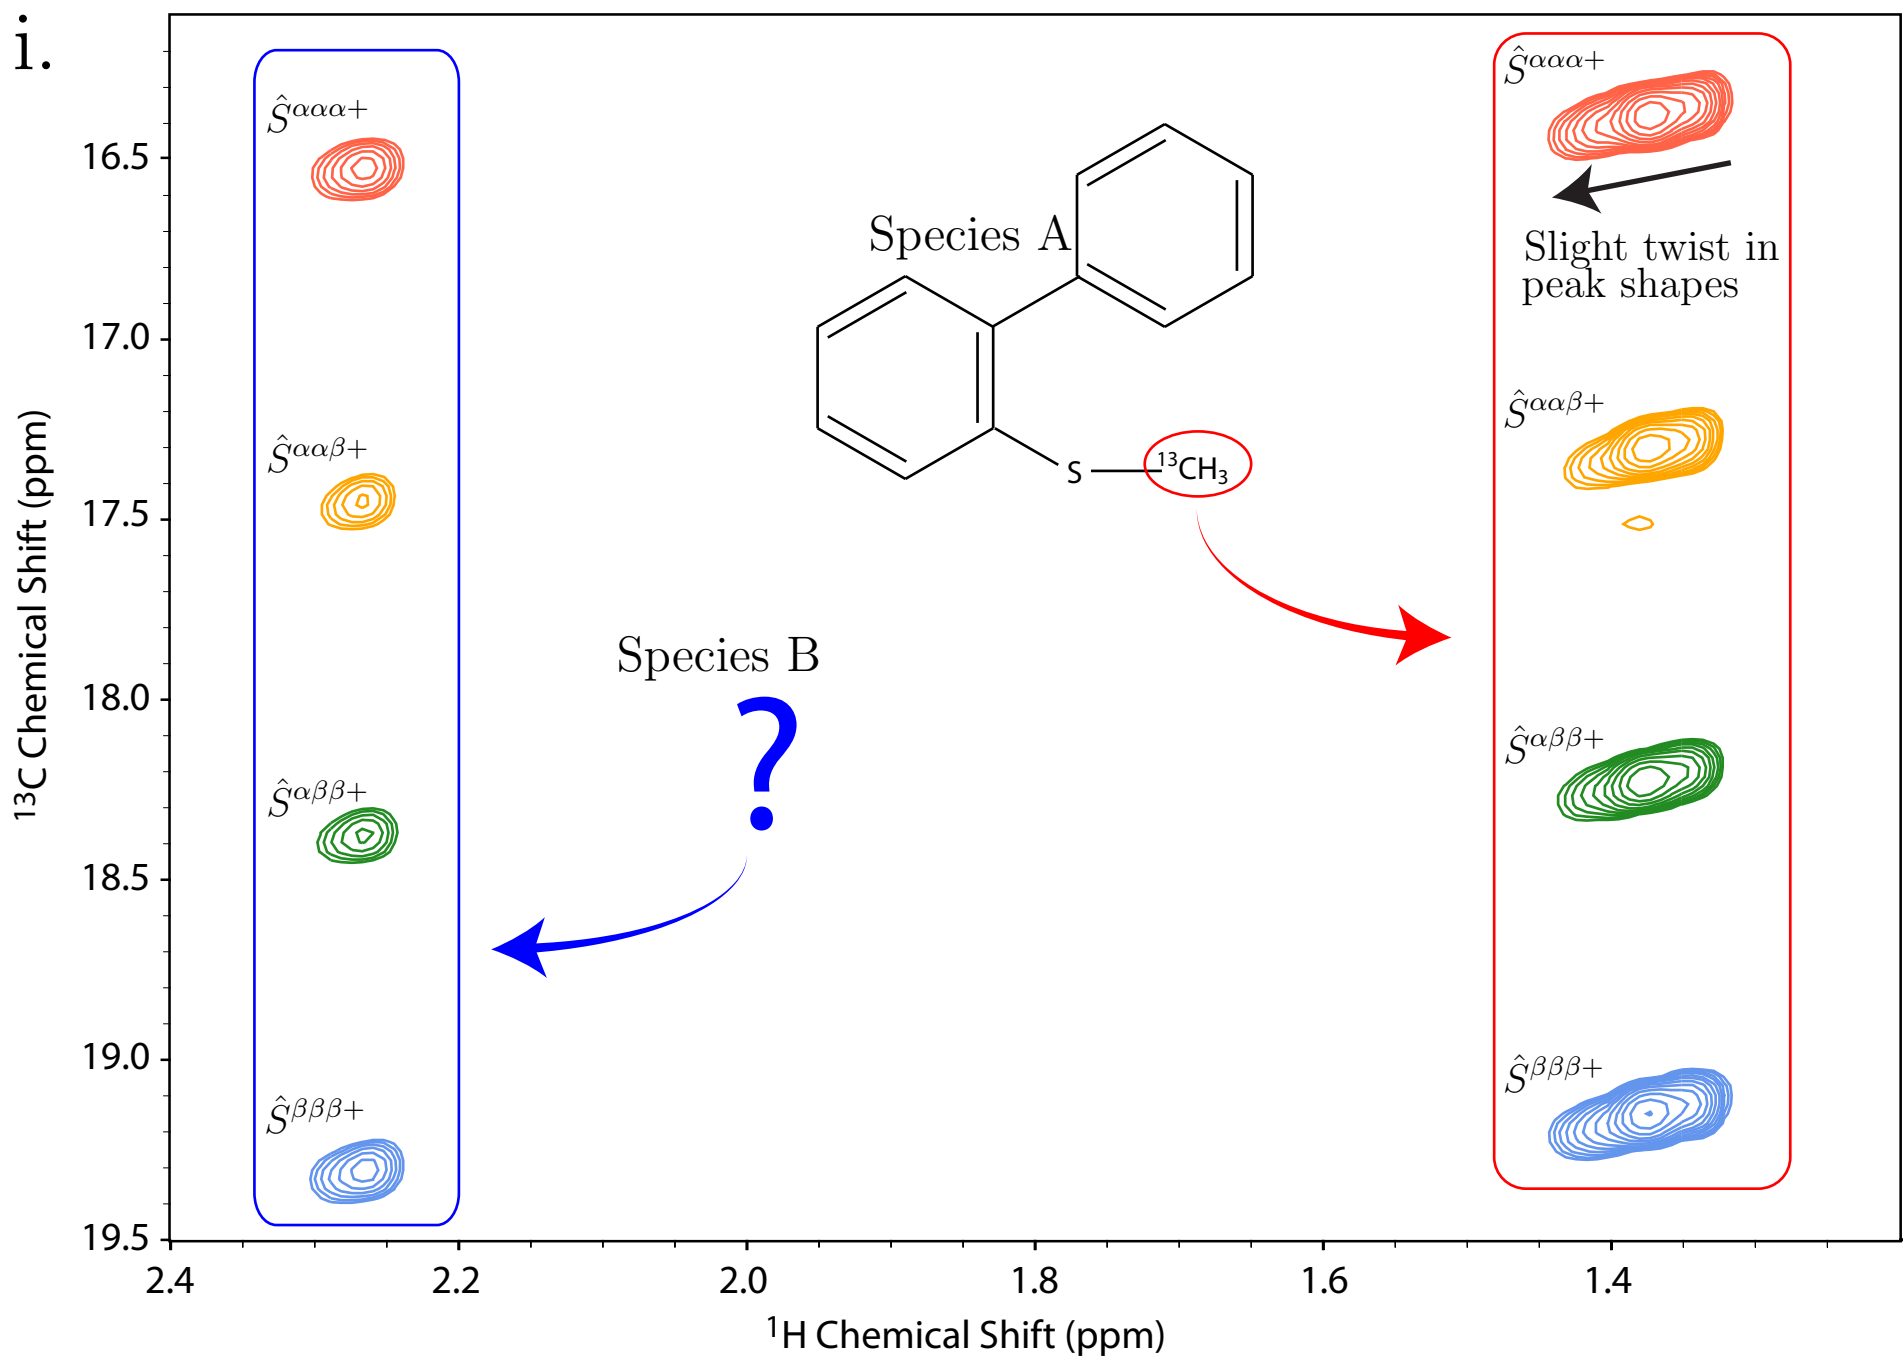 i.
Ŝ^{ααα+}
Ŝ^{ααα+}
16.5
Slight twist in
peak shapes
Species A
17.0
Ŝ^{ααβ+}
Ŝ^{ααβ+}
S
¹³CH₃
17.5
Species B
?
18.0
Ŝ^{αββ+}
Ŝ^{αββ+}
18.5
19.0
Ŝ^{βββ+}
Ŝ^{βββ+}
19.5
¹³C Chemical Shift (ppm)
2.4 2.2 2.0 1.8 1.6 1.4
¹H Chemical Shift (ppm)